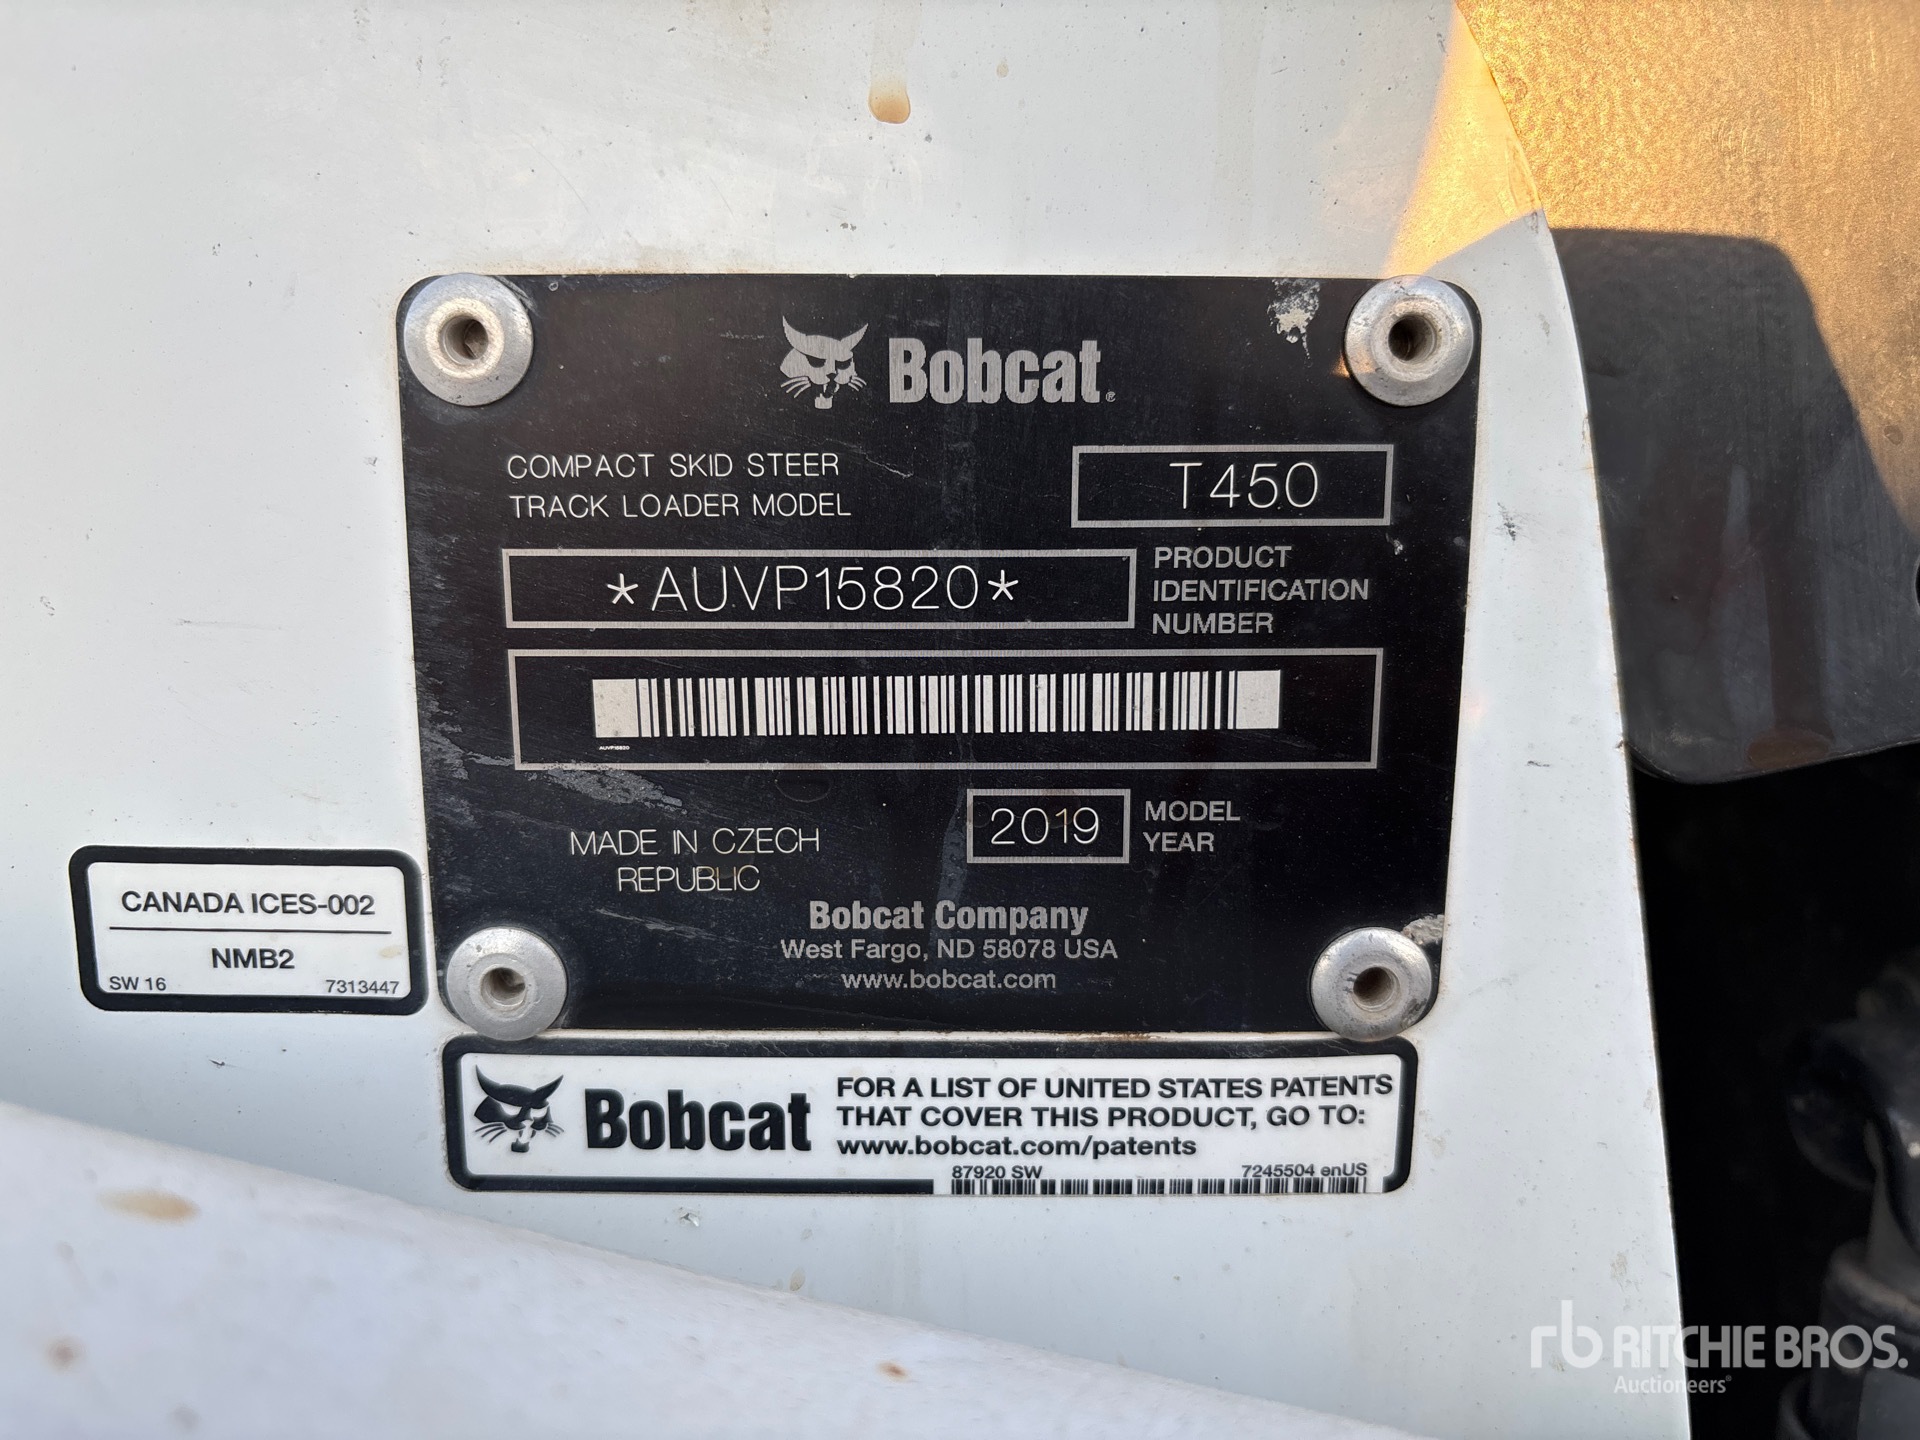 Bobcat®
COMPACT SKID STEER
TRACK LOADER MODEL
T450
*AUVP15820*
PRODUCT
IDENTIFICATION
NUMBER
AUVP15820
MADE IN CZECH
REPUBLIC
2019
MODEL
YEAR
Bobcat Company
West Fargo, ND 58078 USA
www.bobcat.com
CANADA ICES-002
NMB2
SW 16
7313447
Bobcat
FOR A LIST OF UNITED STATES PATENTS
THAT COVER THIS PRODUCT, GO TO:
www.bobcat.com/patents
87920 SW
7245504 enUS
rb RITCHIE BROS.
Auctioneers®